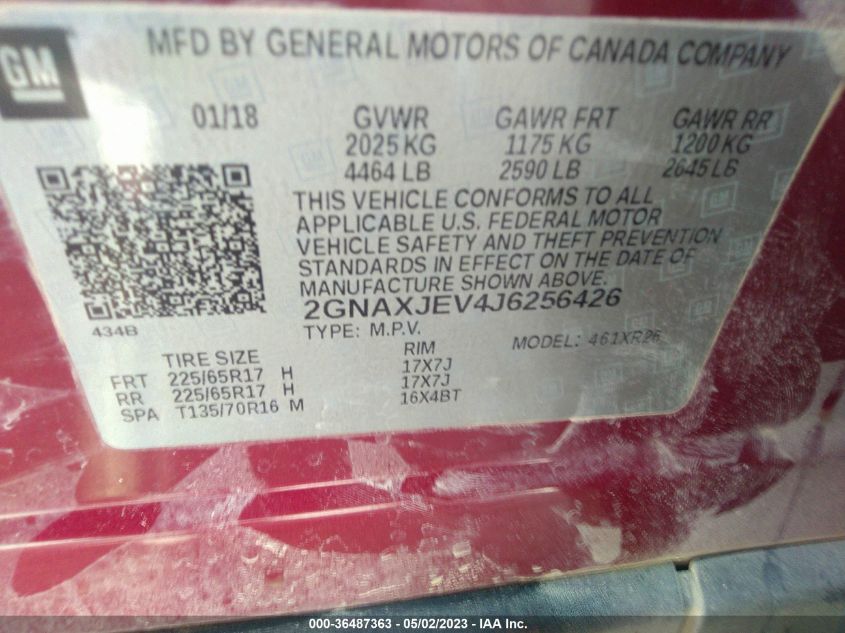 GM
MFD BY GENERAL MOTORS OF CANADA COMPANY
01/18 GVWR GAWR FRT GAWR RR
2025 KG 1175 KG 1200 KG
4464 LB 2590 LB 2645 LB
THIS VEHICLE CONFORMS TO ALL
APPLICABLE U.S. FEDERAL MOTOR
VEHICLE SAFETY AND THEFT PREVENTION
STANDARDS IN EFFECT ON THE DATE OF
MANUFACTURE SHOWN ABOVE.
2GNAXJEV4J6256426
434B
TYPE: M.P.V. MODEL: 461XR26
TIRE SIZE RIM
FRT 225/65R17 H 17X7J
RR 225/65R17 H 17X7J
SPA T135/70R16 M 16X4BT
000-36487363 - 05/02/2023 - IAA Inc.